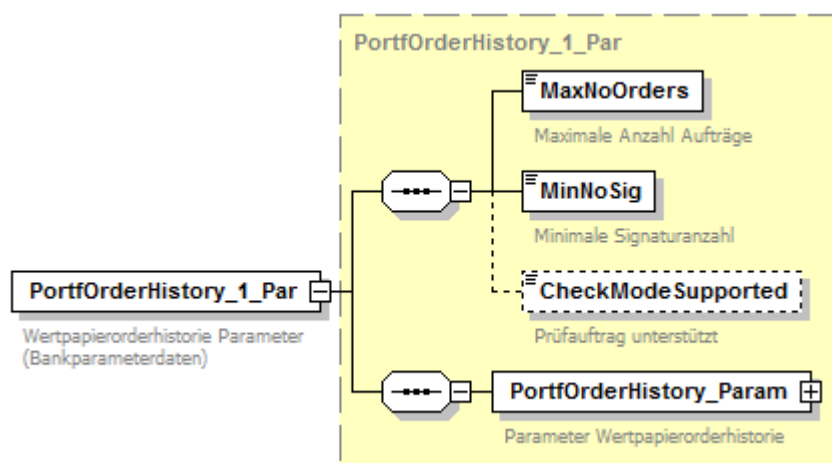 PortfOrderHistory_1_Par
MaxNoOrders
Maximale Anzahl Aufträge
MinNoSig
Minimale Signaturanzahl
PortfOrderHistory_1_Par
Wertpapierorderhistorie Parameter
(Bankparameterdaten)
CheckModeSupported
Prüfauftrag unterstützt
PortfOrderHistory_Param
Parameter Wertpapierorderhistorie